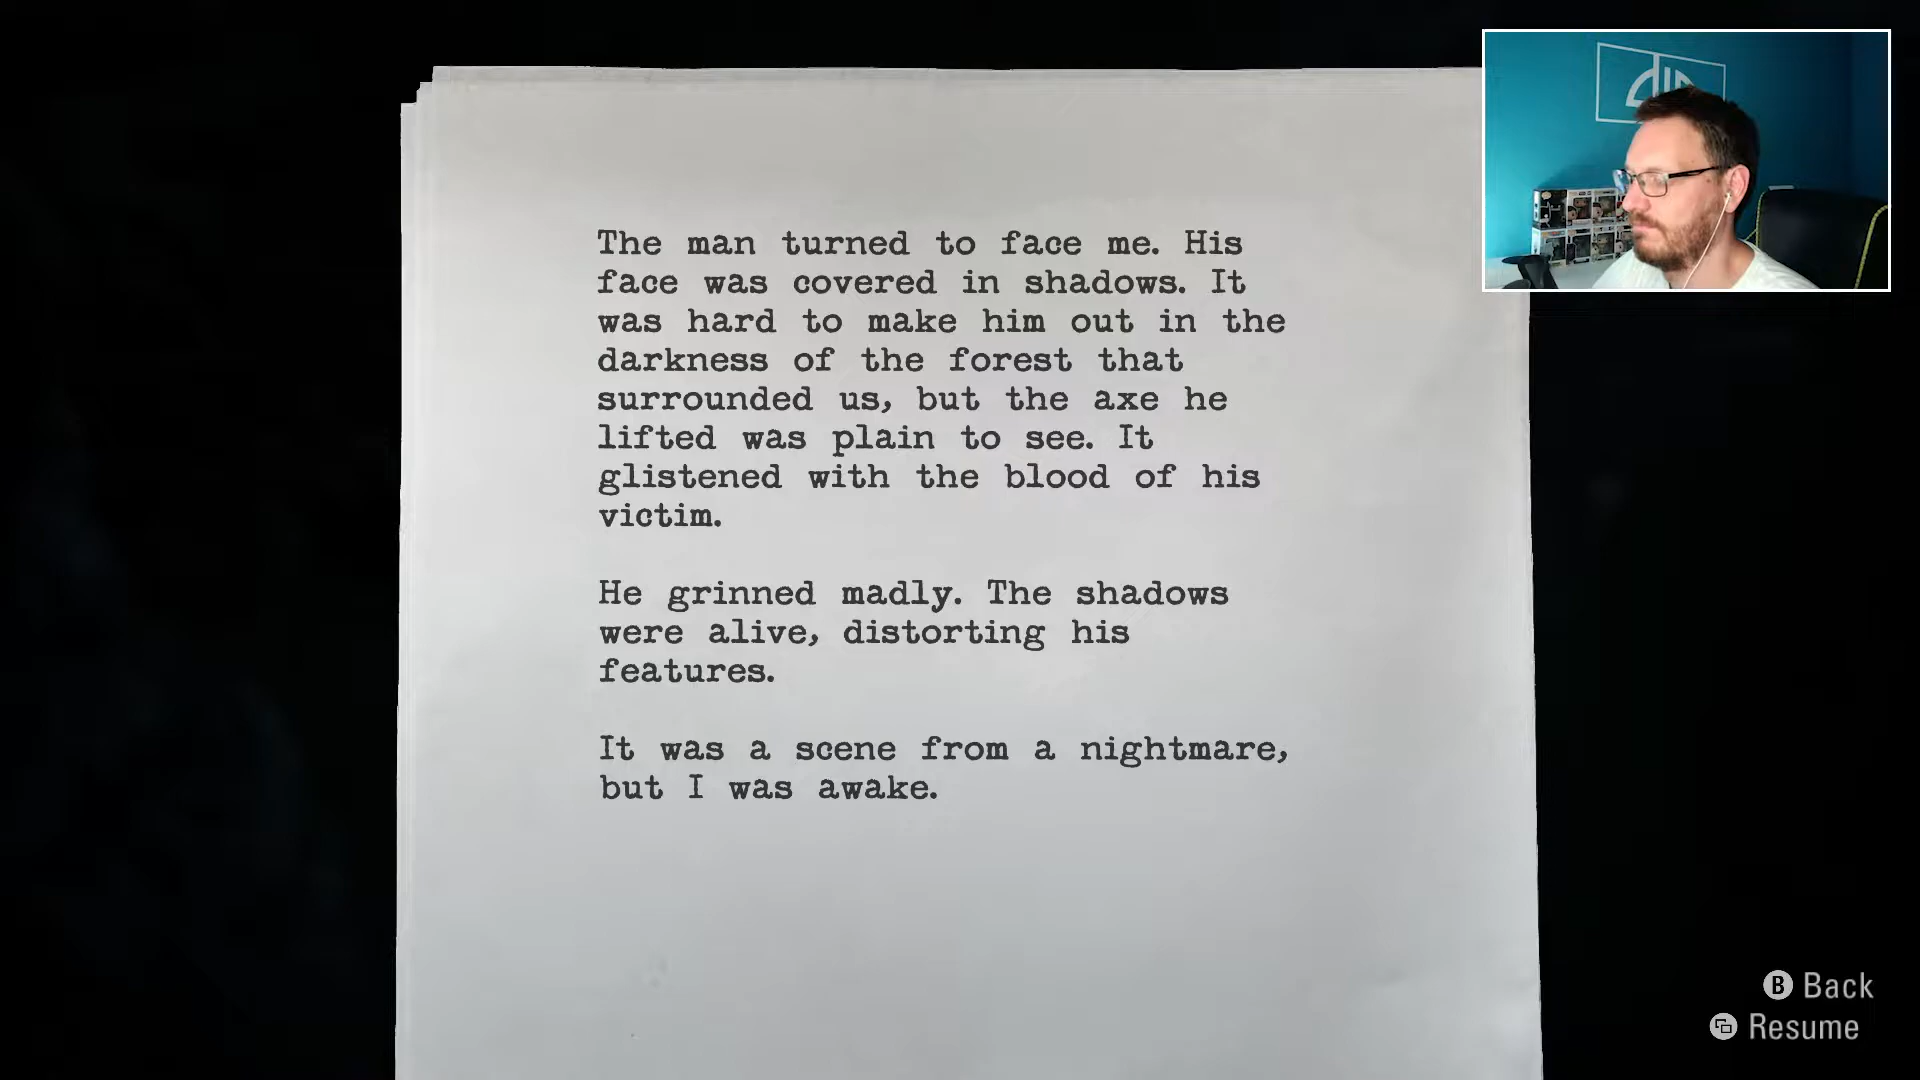 The man turned to face me. His
face was covered in shadows. It
was hard to make him out in the
darkness of the forest that
surrounded us, but the axe he
lifted was plain to see. It
glistened with the blood of his
victim.
He grinned madly. The shadows
were alive, distorting his
features.
It was a scene from a nightmare,
but I was awake.
B Back
Resume